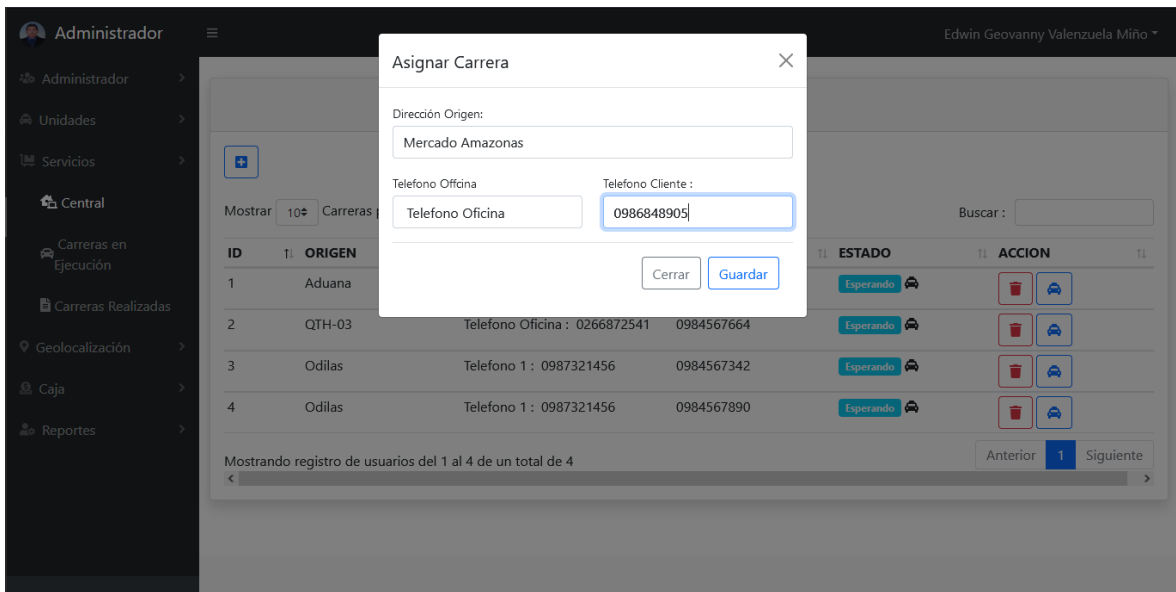 Administrador
Edwin Geovanny Valenzuela Miño
Administrador
Unidades
Servicios
Central
Carreras en
Ejecución
Carreras Realizadas
Geolocalización
Caja
Reportes
Asignar Carrera
Dirección Origen:
Mercado Amazonas
Telefono Offcina Telefono Cliente :
Telefono Oficina 0986848905
Cerrar Guardar
Mostrar 10 Carreras Buscar :
ID ORIGEN ESTADO ACCION
1 Aduana Esperando
2 QTH-03 Telefono Oficina : 0266872541 0984567664 Esperando
3 Odilas Telefono 1 : 0987321456 0984567342 Esperando
4 Odilas Telefono 1 : 0987321456 0984567890 Esperando
Mostrando registro de usuarios del 1 al 4 de un total de 4
Anterior 1 Siguiente